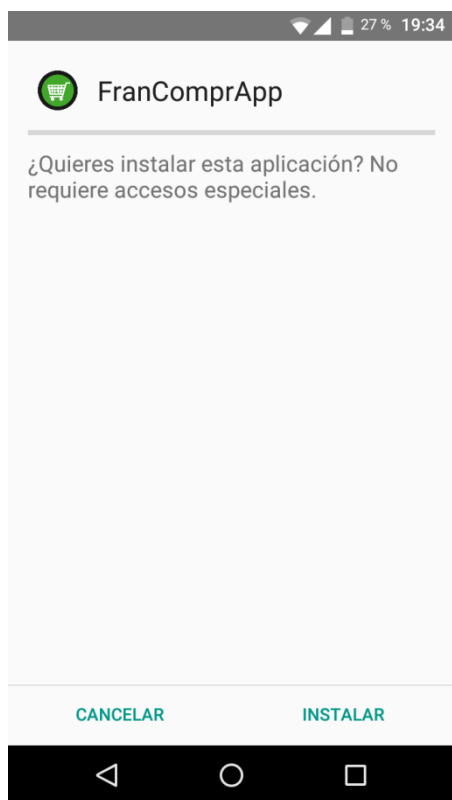 27 % 19:34
FranComprApp
¿Quieres instalar esta aplicación? No
requiere accesos especiales.
CANCELAR INSTALAR